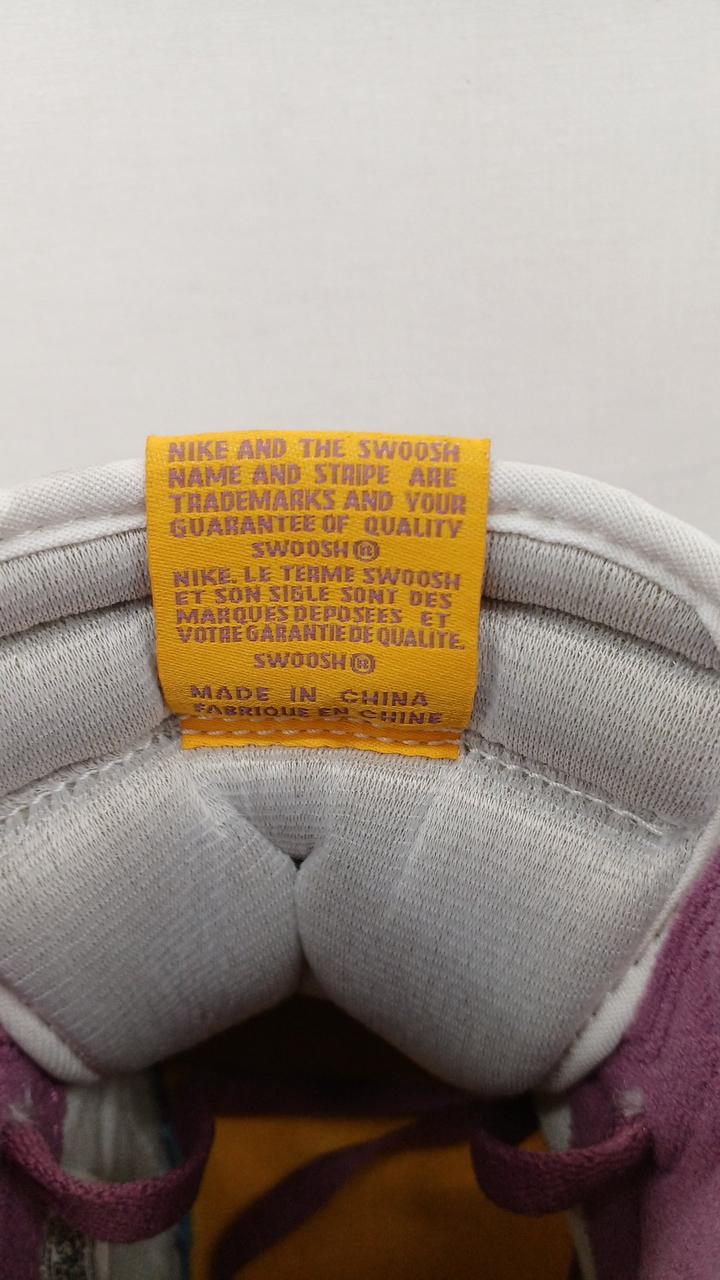 NIKE AND THE SWOOSH
NAME AND STRIPE ARE
TRADEMARKS AND YOUR
GUARANTEE OF QUALITY
SWOOSH®
NIKE. LE TERME SWOOSH
ET SON SIGLE SONT DES
MARQUES DEPOSEES ET
VOTRE GARANTIE DE QUALITE.
SWOOSH®
MADE IN CHINA
FABRIQUE EN CHINE